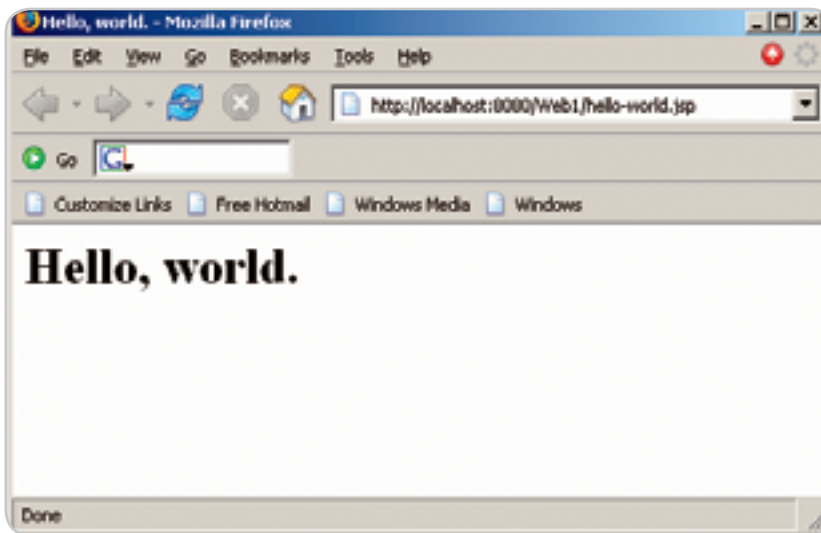 Hello, world. - Mozilla Firefox
File Edit View Go Bookmarks Tools Help
http://localhost:8080/Web1/hello-world.jsp
Go G
Customize Links Free Hotmail Windows Media Windows
Hello, world.
Done